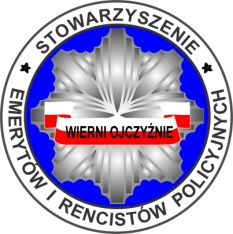 STOWARZYSZENIE
WIERNI OJCZYŹNIE
EMERYTÓW I RENCISTÓW POLICYJNYCH